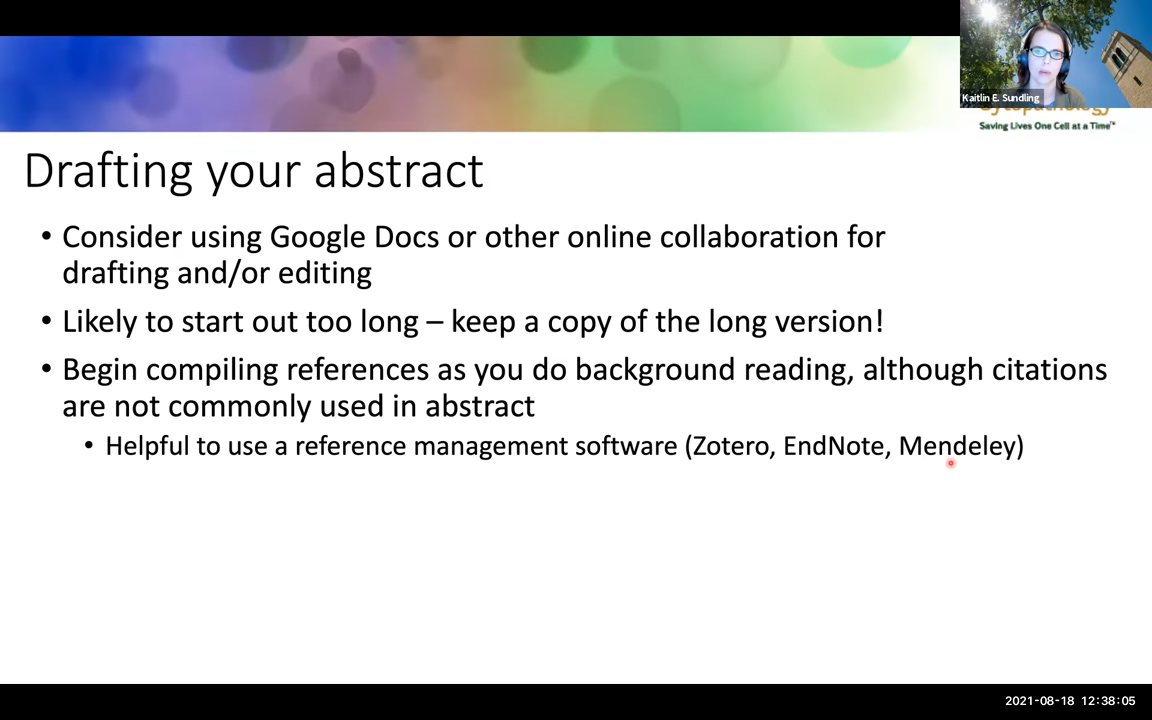 Kaitlin E. Sundling
Cytopathology
Saving Lives One Cell at a Time™
Drafting your abstract
• Consider using Google Docs or other online collaboration for
drafting and/or editing
• Likely to start out too long – keep a copy of the long version!
• Begin compiling references as you do background reading, although citations
are not commonly used in abstract
• Helpful to use a reference management software (Zotero, EndNote, Mendeley)
2021-08-18 12:38:05